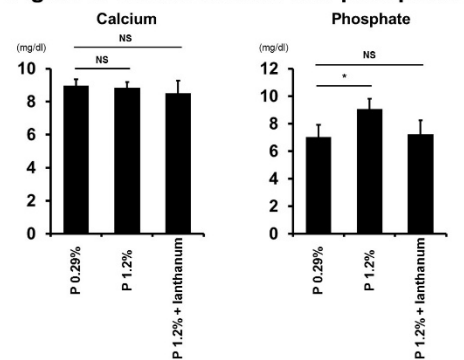 Calcium
(mg/dl)
NS
NS
10
8
6
4
2
0
P 0.29%
P 1.2%
P 1.2% + lanthanum
Phosphate
(mg/dl)
NS
*
12
10
8
6
4
2
0
P 0.29%
P 1.2%
P 1.2% + lanthanum